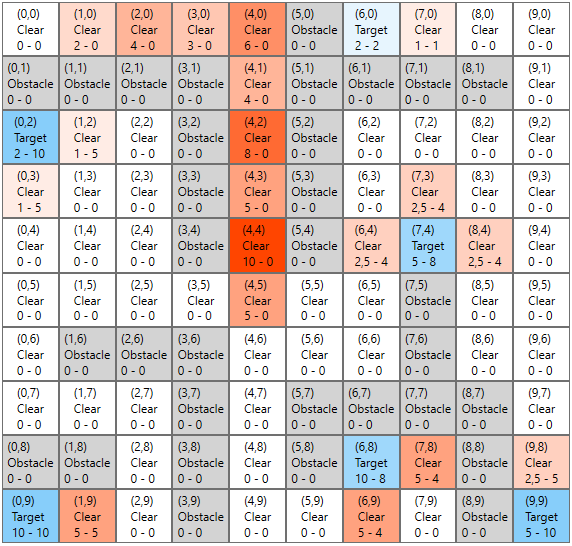 (0,0) (1,0) (2,0) (3,0) (4,0) (5,0) (6,0) (7,0) (8,0) (9,0)
Clear Clear Clear Clear Clear Obstacle Target Clear Clear Clear
0 - 0 2 - 0 4 - 0 3 - 0 6 - 0 0 - 0 2 - 2 1 - 1 0 - 0 0 - 0
(0,1) (1,1) (2,1) (3,1) (4,1) (5,1) (6,1) (7,1) (8,1) (9,1)
Obstacle Obstacle Obstacle Obstacle Clear Obstacle Obstacle Obstacle Obstacle Clear
0 - 0 0 - 0 0 - 0 0 - 0 4 - 0 0 - 0 0 - 0 0 - 0 0 - 0 0 - 0
(0,2) (1,2) (2,2) (3,2) (4,2) (5,2) (6,2) (7,2) (8,2) (9,2)
Target Clear Clear Obstacle Clear Obstacle Clear Clear Clear Clear
2 - 10 1 - 5 0 - 0 0 - 0 8 - 0 0 - 0 0 - 0 0 - 0 0 - 0 0 - 0
(0,3) (1,3) (2,3) (3,3) (4,3) (5,3) (6,3) (7,3) (8,3) (9,3)
Clear Clear Clear Obstacle Clear Obstacle Clear Clear Clear Clear
1 - 5 0 - 0 0 - 0 0 - 0 5 - 0 0 - 0 0 - 0 2,5 - 4 0 - 0 0 - 0
(0,4) (1,4) (2,4) (3,4) (4,4) (5,4) (6,4) (7,4) (8,4) (9,4)
Clear Clear Clear Obstacle Clear Obstacle Clear Target Clear Clear
0 - 0 0 - 0 0 - 0 0 - 0 10 - 0 0 - 0 2,5 - 4 5 - 8 2,5 - 4 0 - 0
(0,5) (1,5) (2,5) (3,5) (4,5) (5,5) (6,5) (7,5) (8,5) (9,5)
Clear Clear Clear Clear Clear Clear Clear Obstacle Clear Clear
0 - 0 0 - 0 0 - 0 0 - 0 5 - 0 0 - 0 0 - 0 0 - 0 0 - 0 0 - 0
(0,6) (1,6) (2,6) (3,6) (4,6) (5,6) (6,6) (7,6) (8,6) (9,6)
Clear Obstacle Obstacle Obstacle Clear Clear Clear Obstacle Clear Clear
0 - 0 0 - 0 0 - 0 0 - 0 0 - 0 0 - 0 0 - 0 0 - 0 0 - 0 0 - 0
(0,7) (1,7) (2,7) (3,7) (4,7) (5,7) (6,7) (7,7) (8,7) (9,7)
Clear Clear Clear Obstacle Clear Obstacle Obstacle Obstacle Obstacle Clear
0 - 0 0 - 0 0 - 0 0 - 0 0 - 0 0 - 0 0 - 0 0 - 0 0 - 0 0 - 0
(0,8) (1,8) (2,8) (3,8) (4,8) (5,8) (6,8) (7,8) (8,8) (9,8)
Obstacle Obstacle Clear Obstacle Clear Obstacle Target Clear Obstacle Clear
0 - 0 0 - 0 0 - 0 0 - 0 0 - 0 0 - 0 10 - 8 5 - 4 0 - 0 2,5 - 5
(0,9) (1,9) (2,9) (3,9) (4,9) (5,9) (6,9) (7,9) (8,9) (9,9)
Target Clear Clear Obstacle Clear Clear Clear Clear Obstacle Target
10 - 10 5 - 5 0 - 0 0 - 0 0 - 0 0 - 0 5 - 4 0 - 0 0 - 0 5 - 10